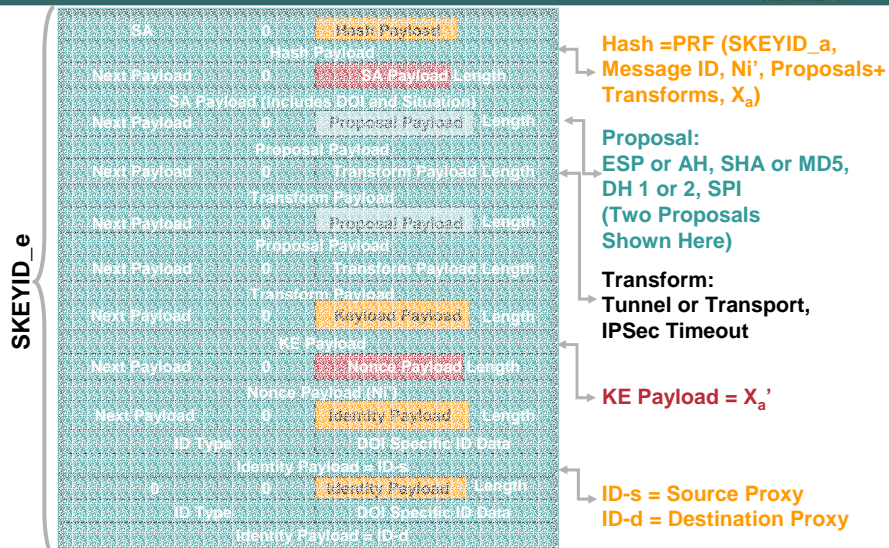 SKEYID_e
SA 0 Hash Payload
Hash Payload
Next Payload 0 SA Payload Length
SA Payload (Includes DOI and Situation)
Next Payload 0 Proposal Payload Length
Proposal Payload
Next Payload 0 Transform Payload Length
Transform Payload
Next Payload 0 Proposal Payload Length
Proposal Payload
Next Payload 0 Transform Payload Length
Transform Payload
Next Payload 0 Keyload Payload Length
KE Payload
Next Payload 0 Nonce Payload Length
Nonce Payload (Ni')
Next Payload 0 Identity Payload Length
ID Type DOI Specific ID Data
Identity Payload = ID-s
0 0 Identity Payload Length
ID Type DOI Specific ID Data
Identity Payload = ID-d
Hash =PRF (SKEYID_a,
Message ID, Ni', Proposals+
Transforms, Xa)
Proposal:
ESP or AH, SHA or MD5,
DH 1 or 2, SPI
(Two Proposals
Shown Here)
Transform:
Tunnel or Transport,
IPSec Timeout
KE Payload = Xa'
ID-s = Source Proxy
ID-d = Destination Proxy